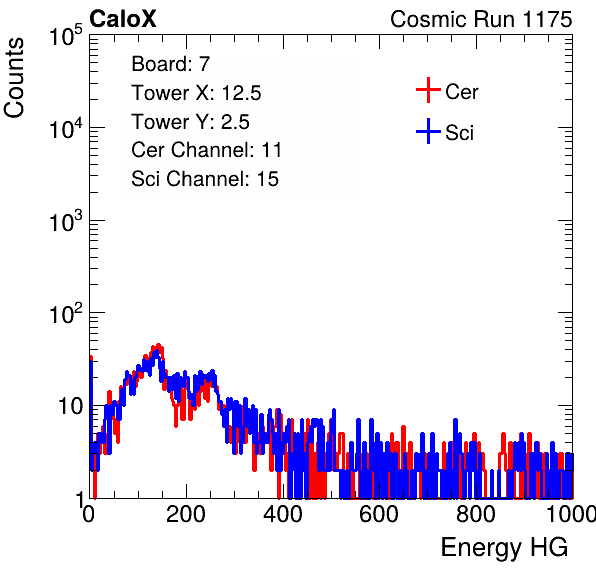 CaloX
Cosmic Run 1175
Counts
10^5
10^4
10^3
10^2
10
1
Board: 7
Tower X: 12.5
Tower Y: 2.5
Cer Channel: 11
Sci Channel: 15
Cer
Sci
0 200 400 600 800 1000
Energy HG